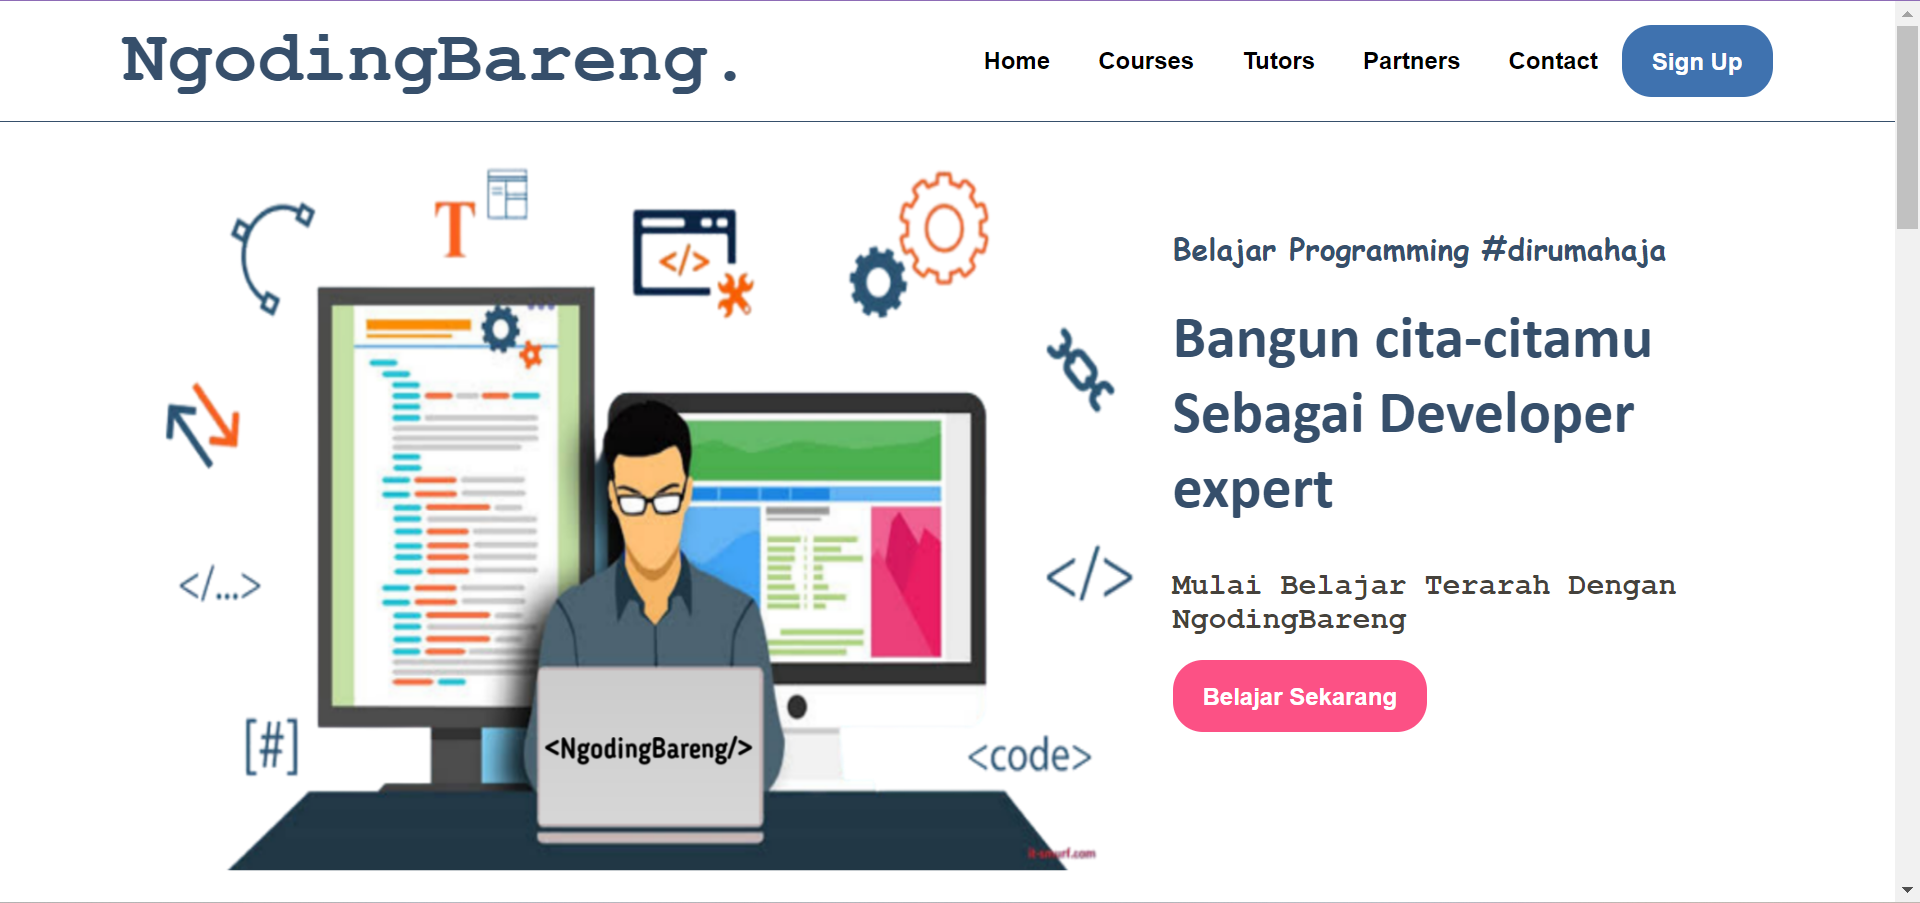 NgodingBareng.
Home Courses Tutors Partners Contact Sign Up
Belajar Programming #dirumahaja
Bangun cita-citamu
Sebagai Developer
expert
Mulai Belajar Terarah Dengan
NgodingBareng
Belajar Sekarang
T
</>
</...>
</>
[#]
<NgodingBareng/>
<code>